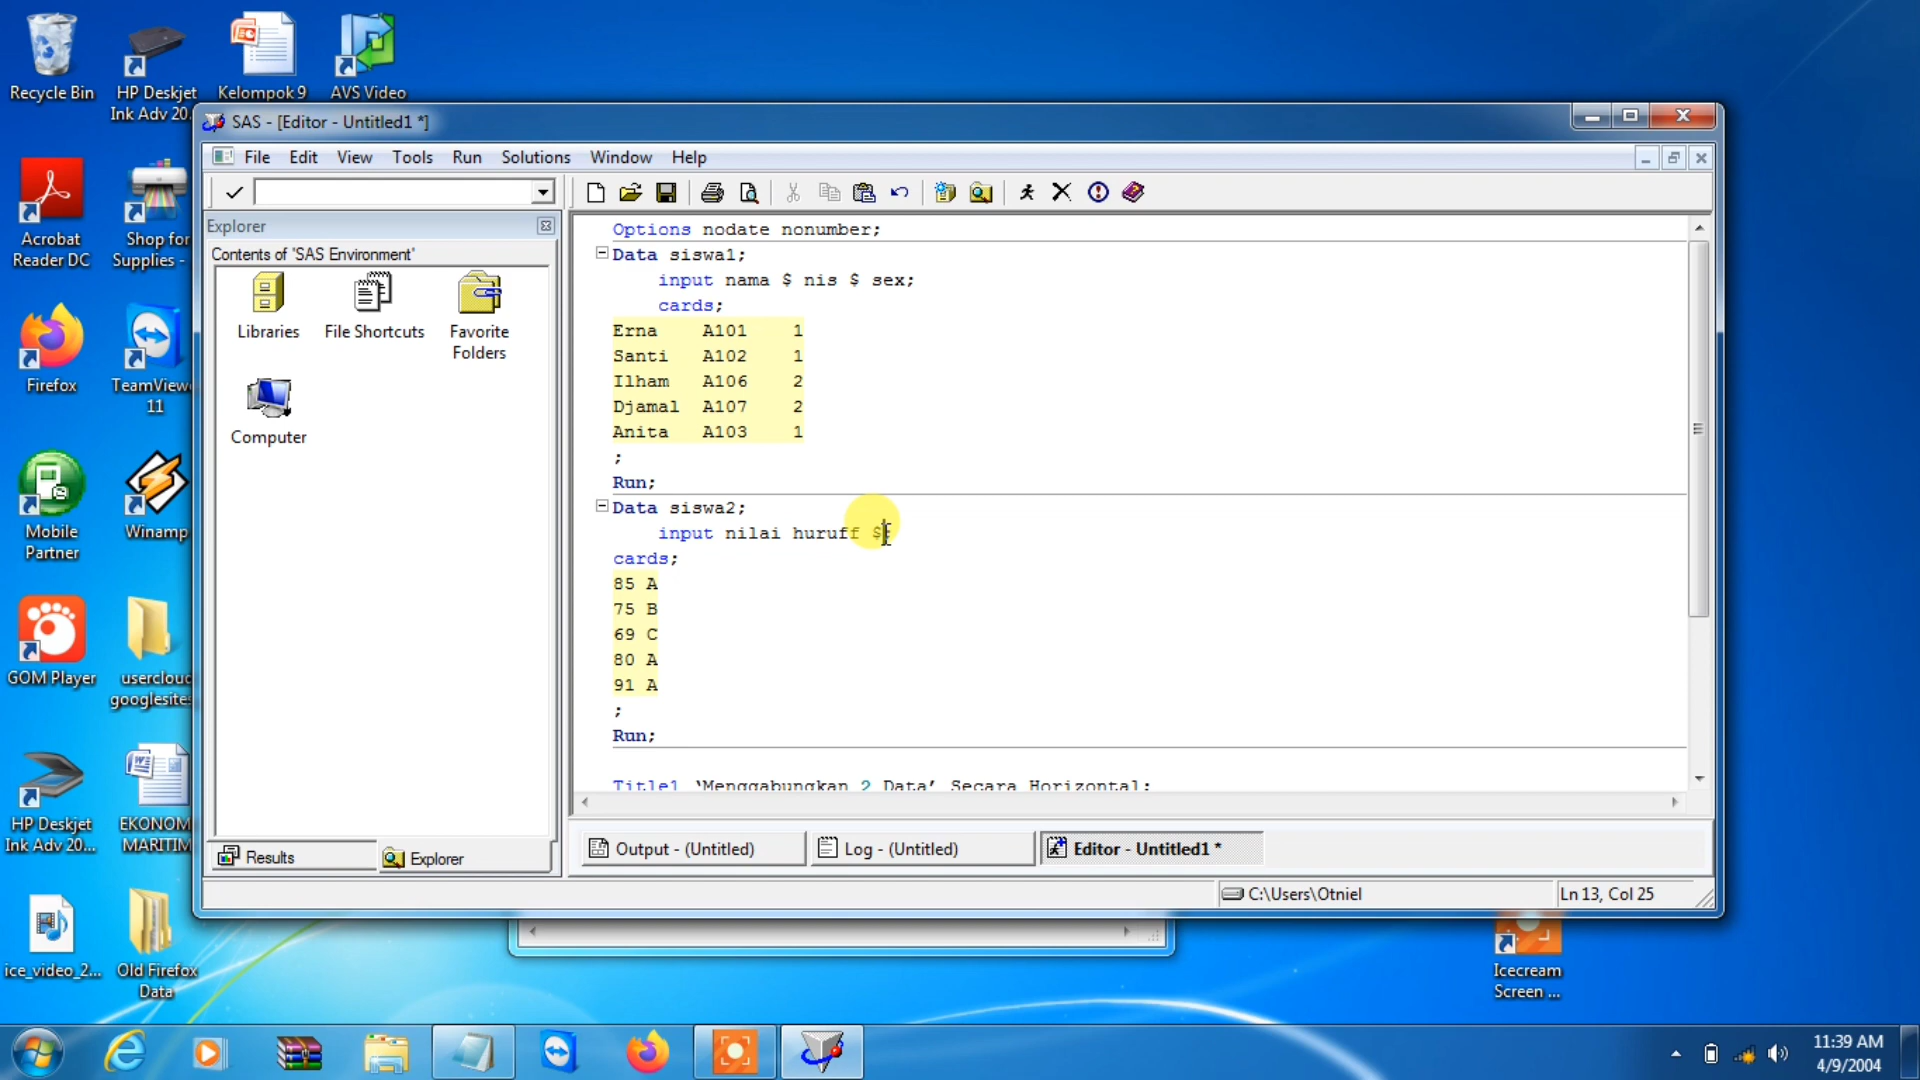 Recycle Bin
HP Deskjet
Ink Adv 20...
Kelompok 9
AVS Video
Acrobat
Reader DC
Shop for
Supplies -
Firefox
TeamViewer
11
Mobile
Partner
Winamp
GOM Player
usercloud
googlesite
HP Deskjet
Ink Adv 20...
EKONOMI
MARITIM
ice_video_2...
Old Firefox
Data
SAS - [Editor - Untitled1 *]
File Edit View Tools Run Solutions Window Help
Explorer
Contents of 'SAS Environment'
Libraries
File Shortcuts
Favorite
Folders
Computer
Results
Explorer
Options nodate nonumber;
Data siswa1;
input nama $ nis $ sex;
cards;
Erna A101 1
Santi A102 1
Ilham A106 2
Djamal A107 2
Anita A103 1
;
Run;
Data siswa2;
input nilai huruff $;
cards;
85 A
75 B
69 C
80 A
91 A
;
Run;
Title1 'Menggabungkan 2 Data' Secara Horizontal;
Output - (Untitled)
Log - (Untitled)
Editor - Untitled1 *
C:\Users\Otniel
Ln 13, Col 25
Icecream
Screen ...
11:39 AM
4/9/2004